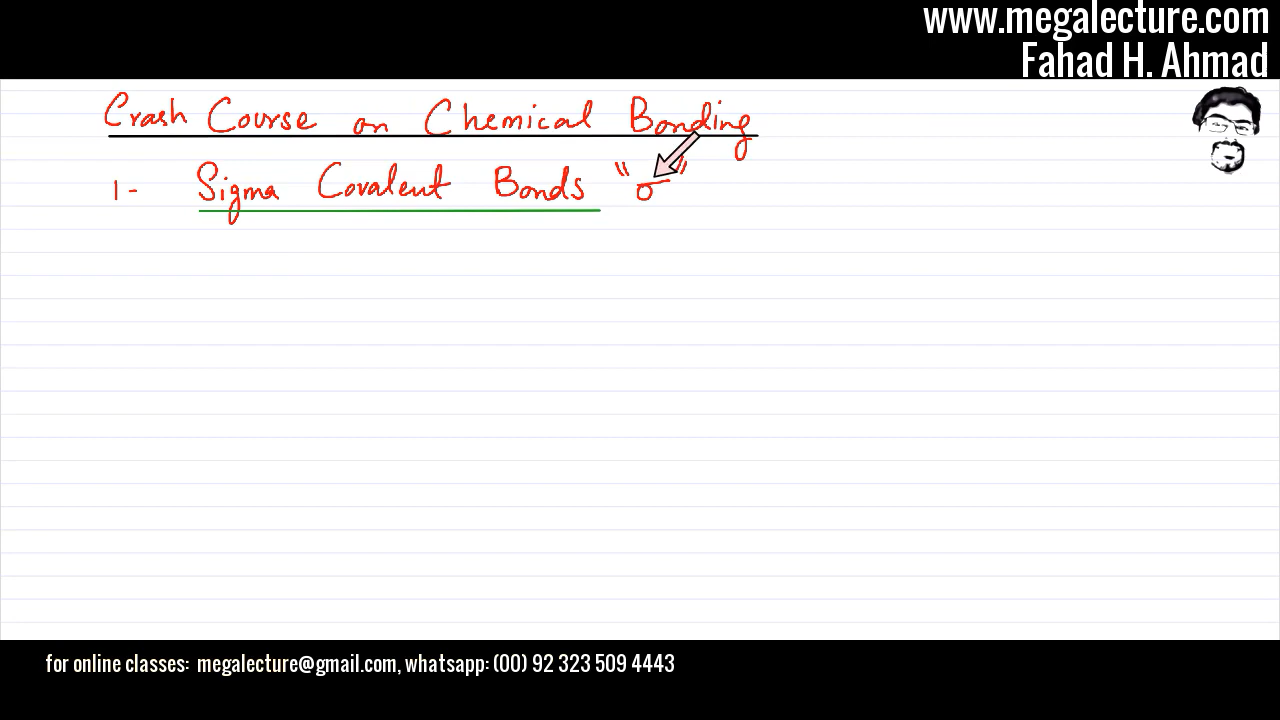 www.megalecture.com
Fahad H. Ahmad
Crash Course on Chemical Bonding
1- Sigma Covalent Bonds "σ"
for online classes: megalecture@gmail.com, whatsapp: (00) 92 323 509 4443